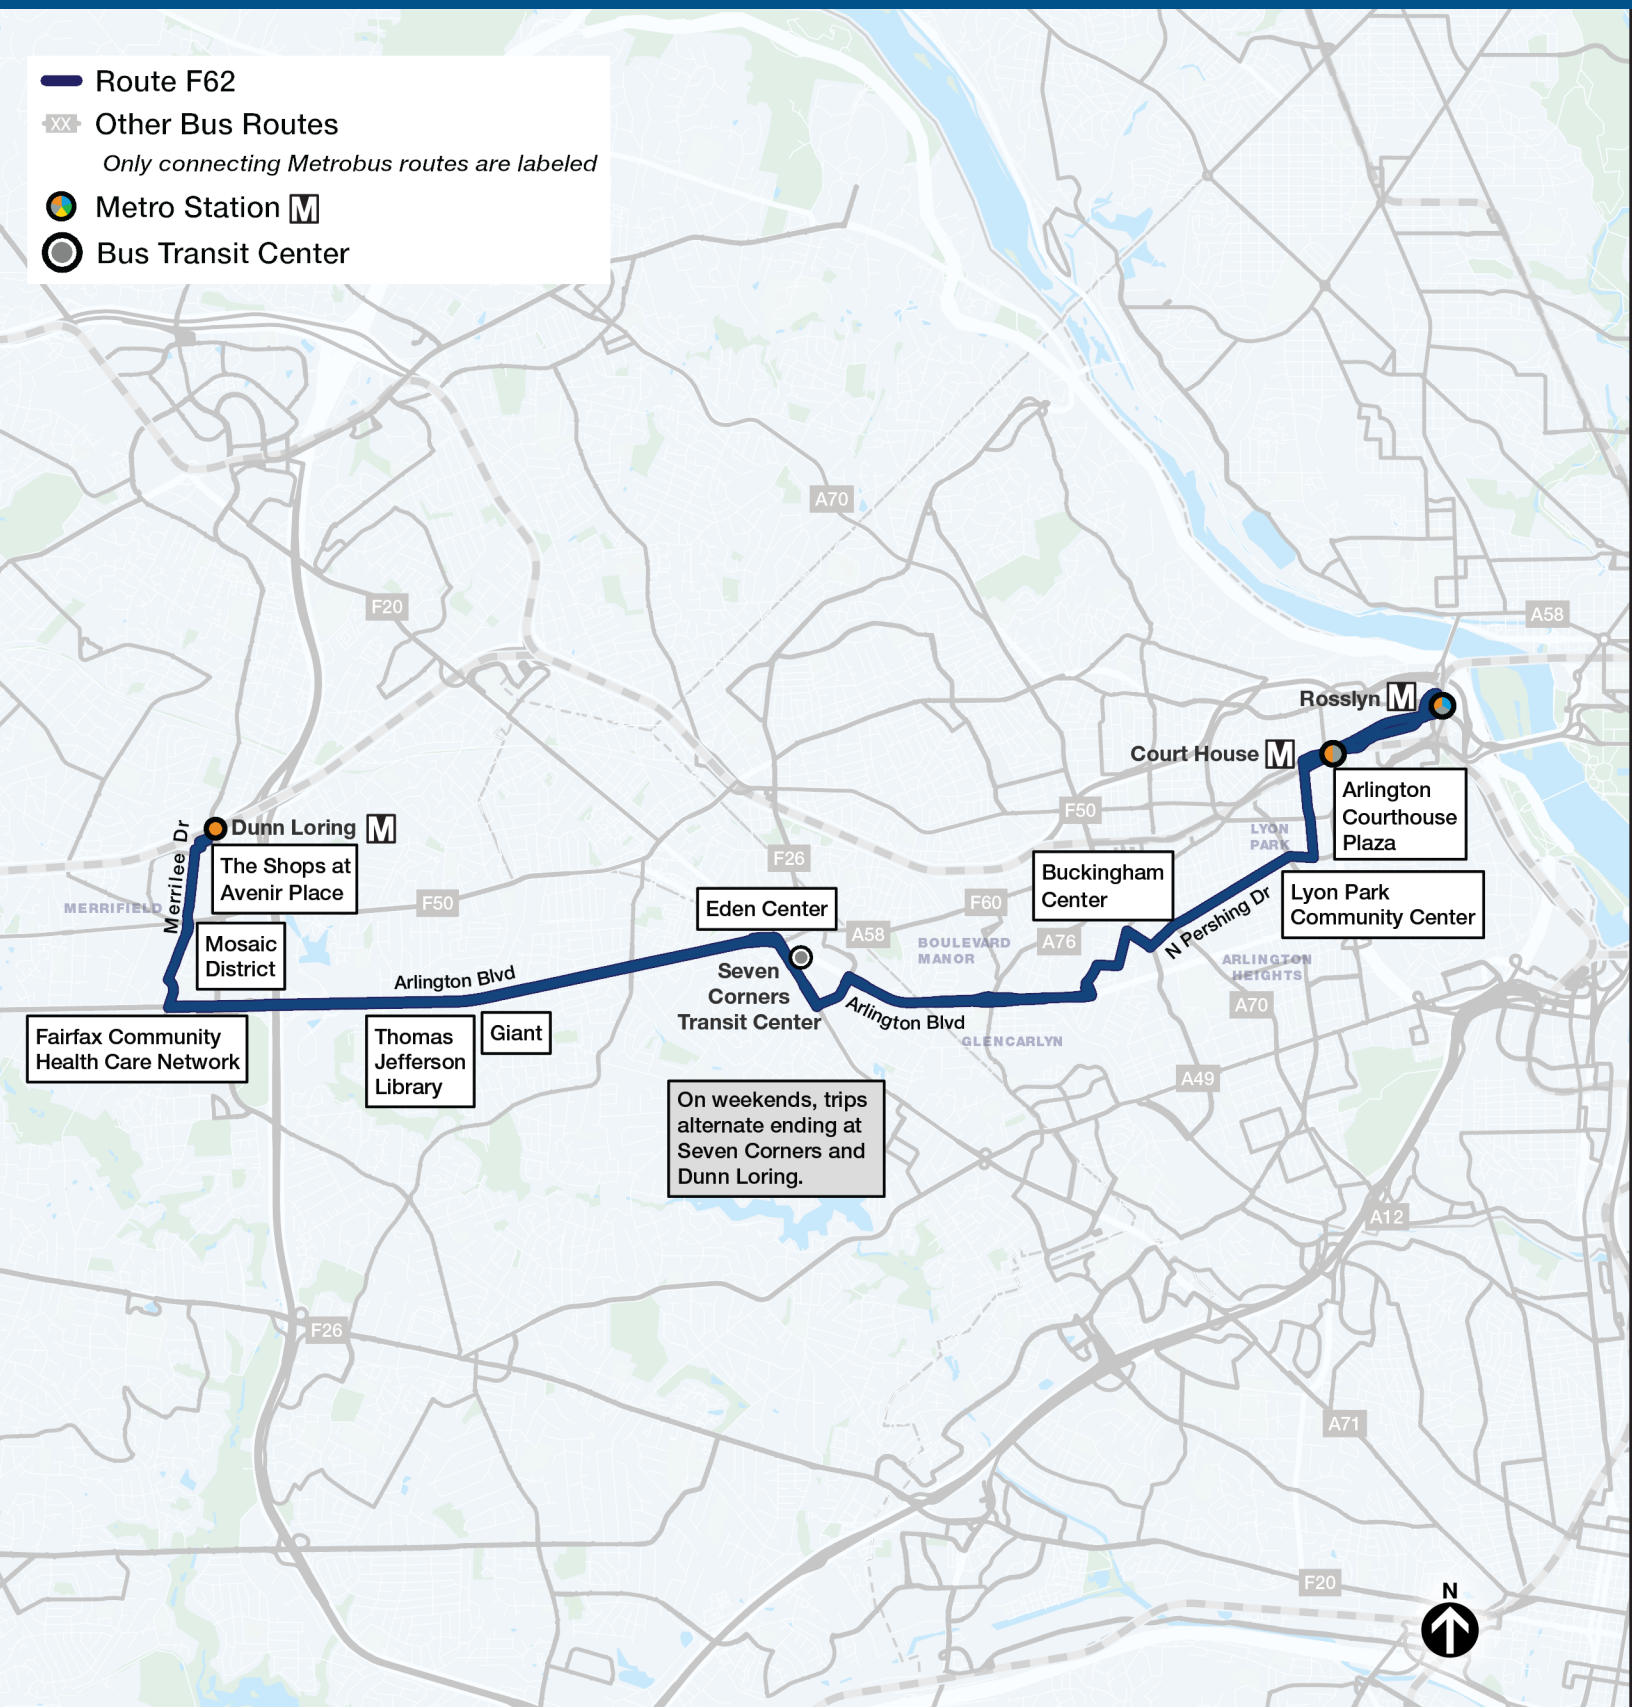 Route F62
XX Other Bus Routes
Only connecting Metrobus routes are labeled
Metro Station M
Bus Transit Center
A70
F20
A58
Rosslyn M
Court House M
Arlington
Courthouse
Plaza
F50
LYON
PARK
Dunn Loring M
Merrilee Dr
The Shops at
Avenir Place
MERRIFIELD
F50
Mosaic
District
F26
Eden Center
Buckingham
Center
Lyon Park
Community Center
N Pershing Dr
F60
A58
A76
BOULEVARD
MANOR
ARLINGTON
HEIGHTS
Arlington Blvd
Seven
Corners
Transit Center
Arlington Blvd
A70
GLENCARLYN
Fairfax Community
Health Care Network
Thomas
Jefferson
Library
Giant
A49
On weekends, trips
alternate ending at
Seven Corners and
Dunn Loring.
A12
F26
A71
F20
N